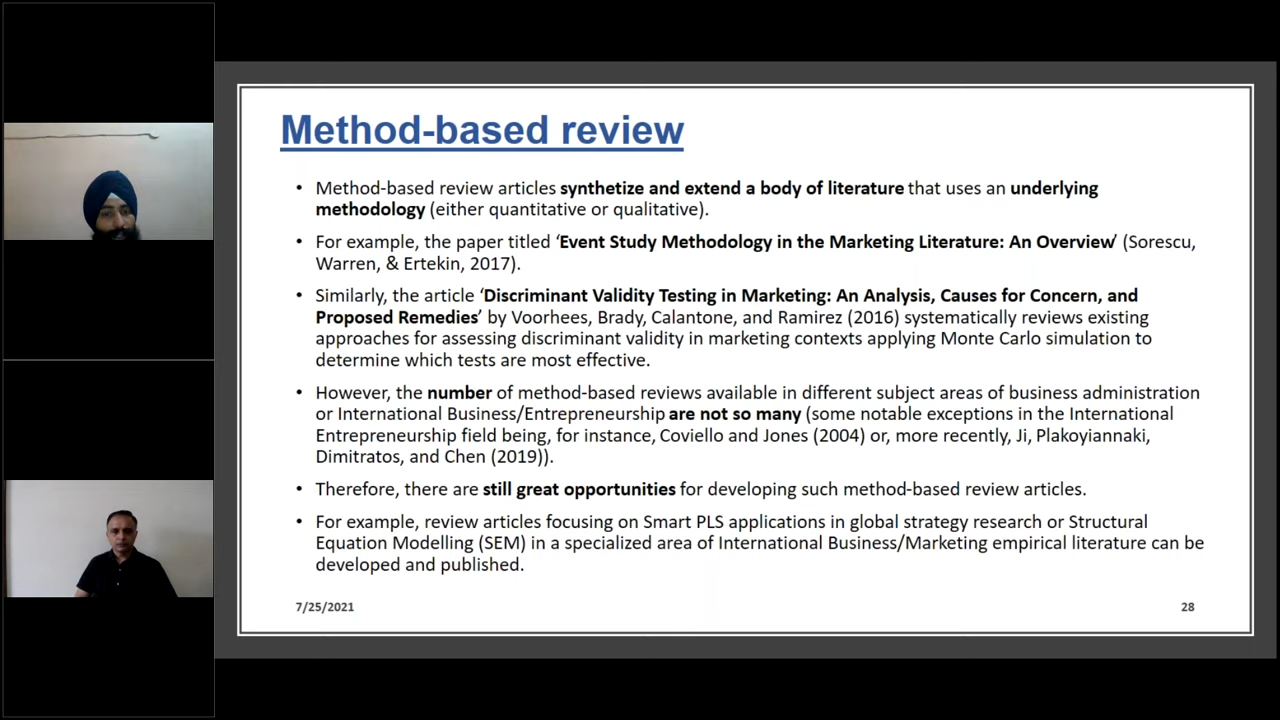 Method-based review
• Method-based review articles synthetize and extend a body of literature that uses an underlying
methodology (either quantitative or qualitative).
• For example, the paper titled ‘Event Study Methodology in the Marketing Literature: An Overview’ (Sorescu,
Warren, & Ertekin, 2017).
• Similarly, the article ‘Discriminant Validity Testing in Marketing: An Analysis, Causes for Concern, and
Proposed Remedies’ by Voorhees, Brady, Calantone, and Ramirez (2016) systematically reviews existing
approaches for assessing discriminant validity in marketing contexts applying Monte Carlo simulation to
determine which tests are most effective.
• However, the number of method-based reviews available in different subject areas of business administration
or International Business/Entrepreneurship are not so many (some notable exceptions in the International
Entrepreneurship field being, for instance, Coviello and Jones (2004) or, more recently, Ji, Plakoyiannaki,
Dimitratos, and Chen (2019)).
• Therefore, there are still great opportunities for developing such method-based review articles.
• For example, review articles focusing on Smart PLS applications in global strategy research or Structural
Equation Modelling (SEM) in a specialized area of International Business/Marketing empirical literature can be
developed and published.
7/25/2021
28